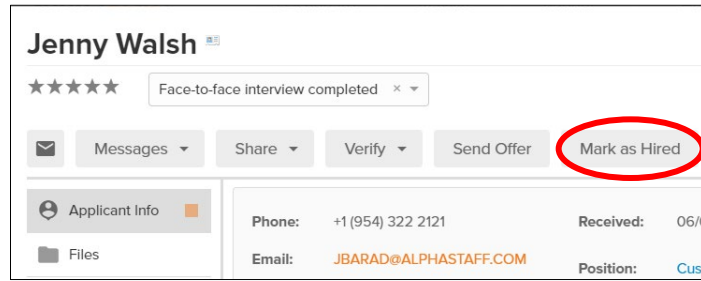 Jenny Walsh
Face-to-face interview completed
Messages Share Verify Send Offer Mark as Hired
Applicant Info
Files
Phone: +1 (954) 322 2121 Received:
Email: JBARAD@ALPHASTAFF.COM Position: